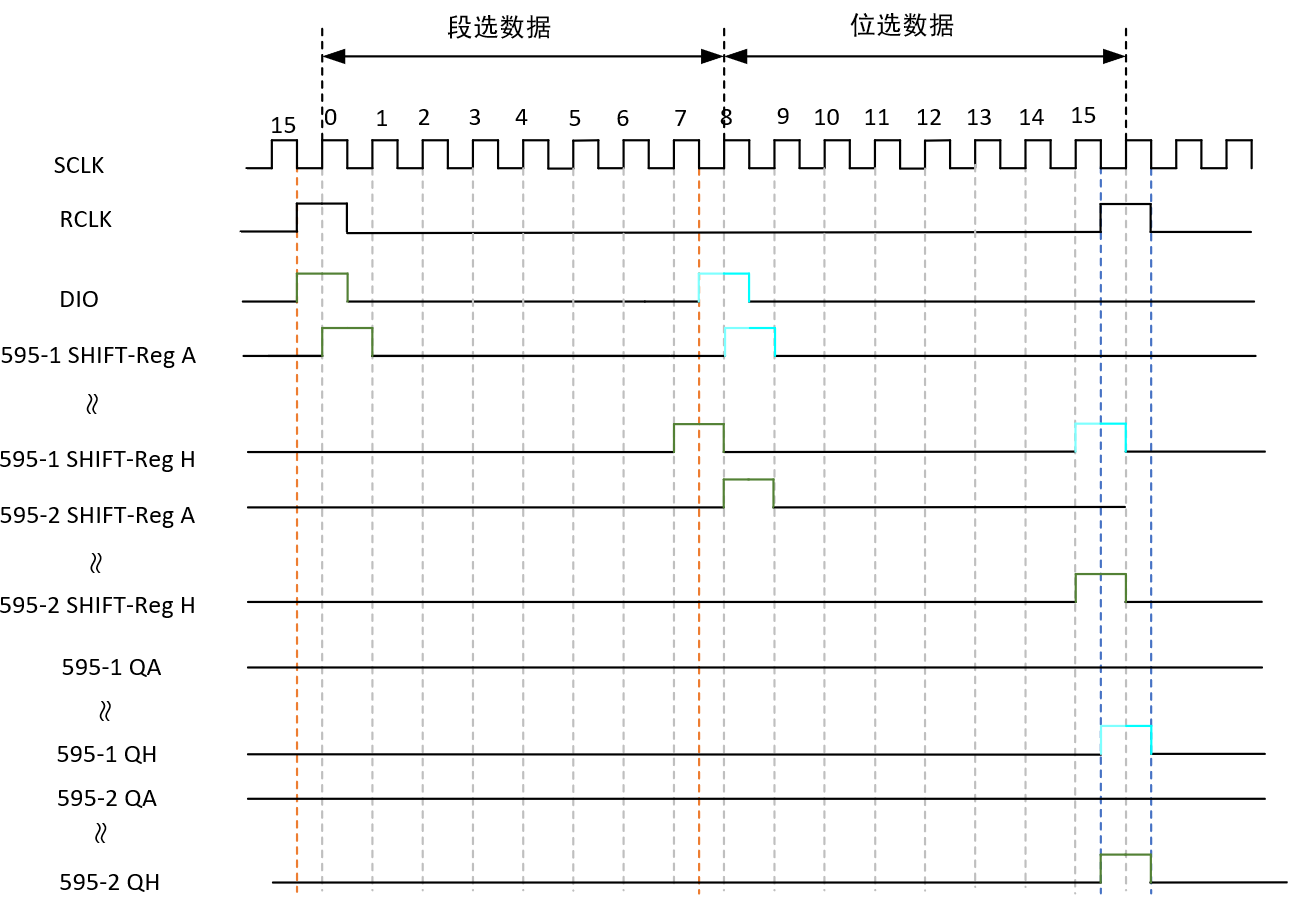 段选数据 位选数据
15 0 1 2 3 4 5 6 7 8 9 10 11 12 13 14 15
SCLK
RCLK
DIO
595-1 SHIFT-Reg A
≈
595-1 SHIFT-Reg H
595-2 SHIFT-Reg A
≈
595-2 SHIFT-Reg H
595-1 QA
≈
595-1 QH
595-2 QA
≈
595-2 QH